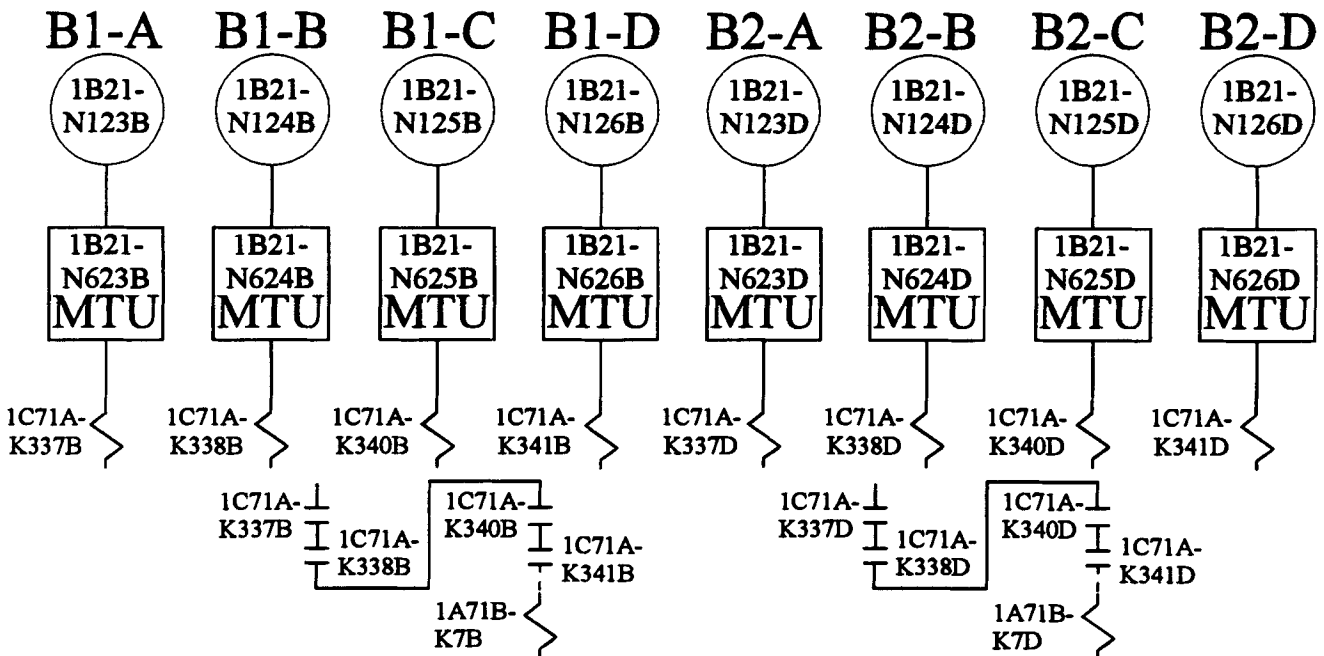 B1-A B1-B B1-C B1-D B2-A B2-B B2-C B2-D
1B21- 1B21- 1B21- 1B21- 1B21- 1B21- 1B21- 1B21-
N123B N124B N125B N126B N123D N124D N125D N126D
1B21- 1B21- 1B21- 1B21- 1B21- 1B21- 1B21- 1B21-
N623B N624B N625B N626B N623D N624D N625D N626D
MTU MTU MTU MTU MTU MTU MTU MTU
1C71A- 1C71A- 1C71A- 1C71A- 1C71A- 1C71A- 1C71A- 1C71A-
K337B K338B K340B K341B K337D K338D K340D K341D
1C71A- 1C71A- 1C71A- 1C71A-
K337B K340B K337D K340D
1C71A- 1C71A- 1C71A- 1C71A-
K338B K341B K338D K341D
1A71B- 1A71B-
K7B K7D